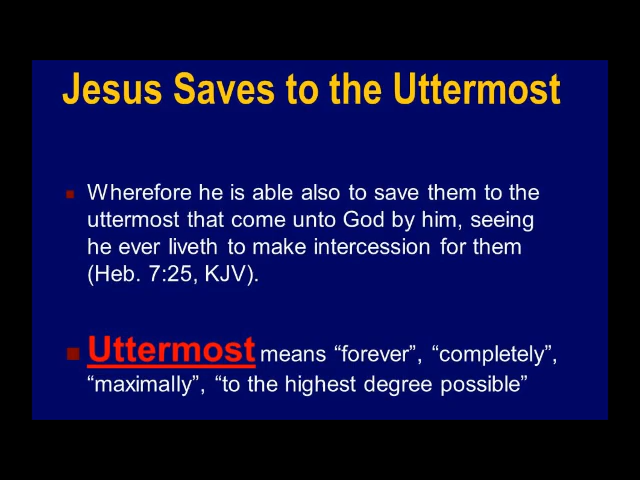 Jesus Saves to the Uttermost
Wherefore he is able also to save them to the
uttermost that come unto God by him, seeing
he ever liveth to make intercession for them
(Heb. 7:25, KJV).
Uttermost means “forever”, “completely”,
“maximally”, “to the highest degree possible”